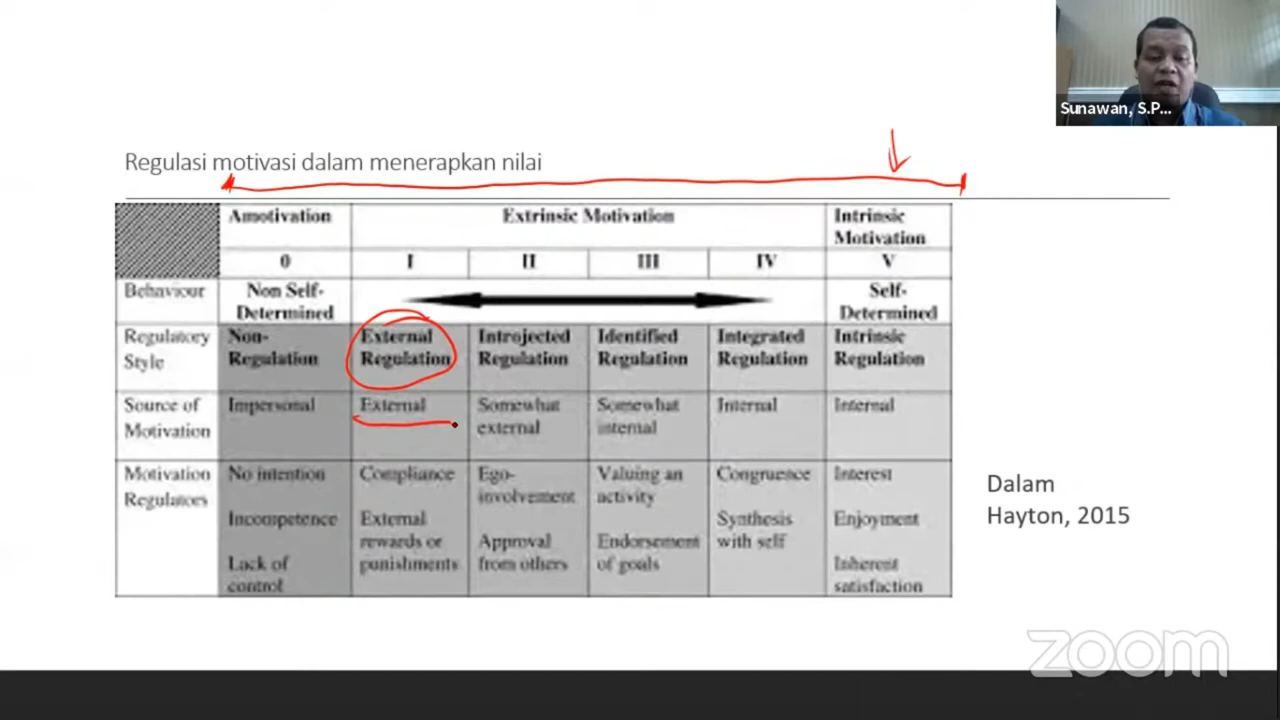 Sunawan, S.P...
Regulasi motivasi dalam menerapkan nilai
Amotivation
Extrinsic Motivation
Intrinsic
Motivation
0
I
II
III
IV
V
Behaviour
Non Self-
Determined
Self-
Determined
Regulatory
Style
Non-
Regulation
External
Regulation
Introjected
Regulation
Identified
Regulation
Integrated
Regulation
Intrinsic
Regulation
Source of
Motivation
Impersonal
External
Somewhat
external
Somewhat
internal
Internal
Internal
Motivation
Regulators
No intention
Incompetence
Lack of
control
Compliance
External
rewards or
punishments
Ego-
involvement
Approval
from others
Valuing an
activity
Endorsement
of goals
Congruence
Synthesis
with self
Interest
Enjoyment
Inherent
satisfaction
Dalam
Hayton, 2015
zoom